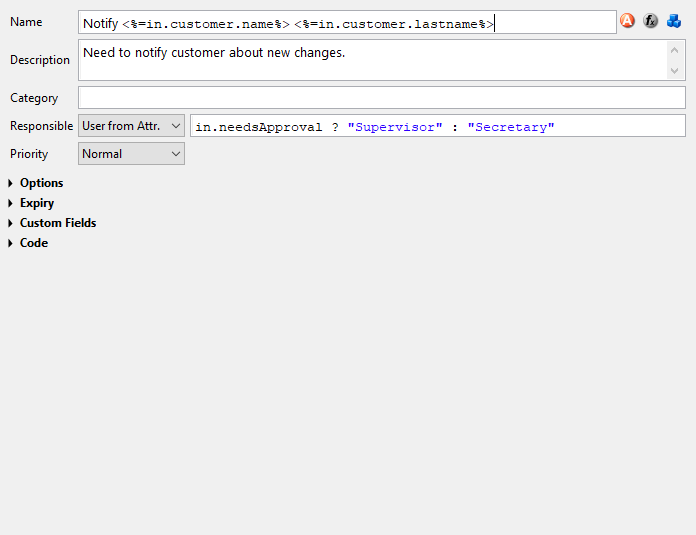 Name Notify <%=in.customer.name%> <%=in.customer.lastname%>
Description Need to notify customer about new changes.
Category
Responsible User from Attr. in.needsApproval ? "Supervisor" : "Secretary"
Priority Normal
Options
Expiry
Custom Fields
Code